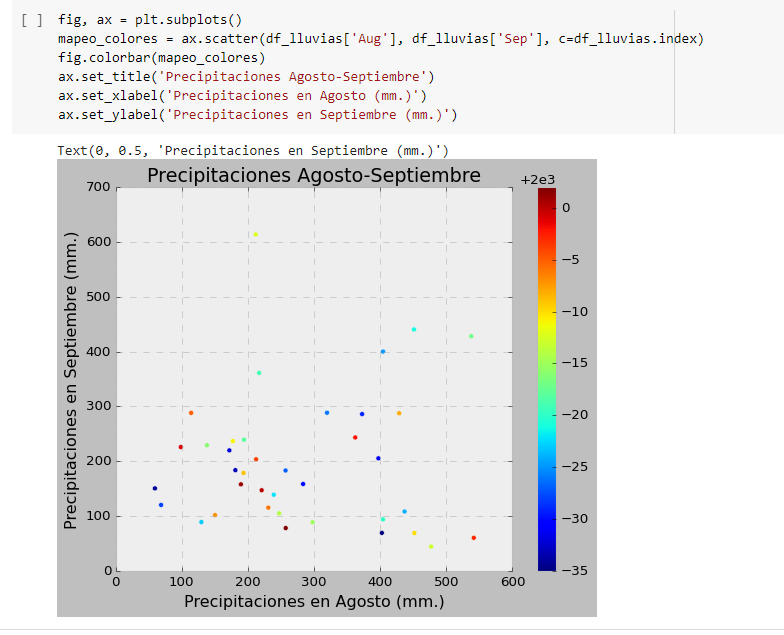 [ ] fig, ax = plt.subplots()
mapeo_colores = ax.scatter(df_lluvias['Aug'], df_lluvias['Sep'], c=df_lluvias.index)
fig.colorbar(mapeo_colores)
ax.set_title('Precipitaciones Agosto-Septiembre')
ax.set_xlabel('Precipitaciones en Agosto (mm.)')
ax.set_ylabel('Precipitaciones en Septiembre (mm.)')
Text(0, 0.5, 'Precipitaciones en Septiembre (mm.)')
Precipitaciones Agosto-Septiembre
+2e3
Precipitaciones en Septiembre (mm.)
700
600
500
400
300
200
100
0
0 100 200 300 400 500 600
Precipitaciones en Agosto (mm.)
0
−5
−10
−15
−20
−25
−30
−35